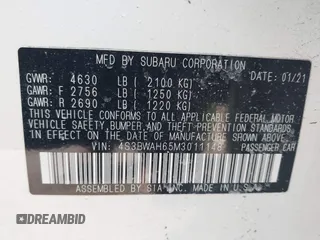 MFD BY SUBARU CORPORATION
GVWR: 4630 LB ( 2100 KG) DATE: 01/21
GAWR: F 2756 LB ( 1250 KG)
GAWR: R 2690 LB ( 1220 KG)
THIS VEHICLE CONFORMS TO ALL APPLICABLE FEDERAL MOTOR
VEHICLE SAFETY, BUMPER, AND THEFT PREVENTION STANDARDS
IN EFFECT ON THE DATE OF MANUFACTURE SHOWN ABOVE.
VIN: 4S3BWAH65M3011148 PASSENGER CAR
ASSEMBLED BY SIA, INC. MADE IN U.S.A.
© DREAMBID
dreambid.com